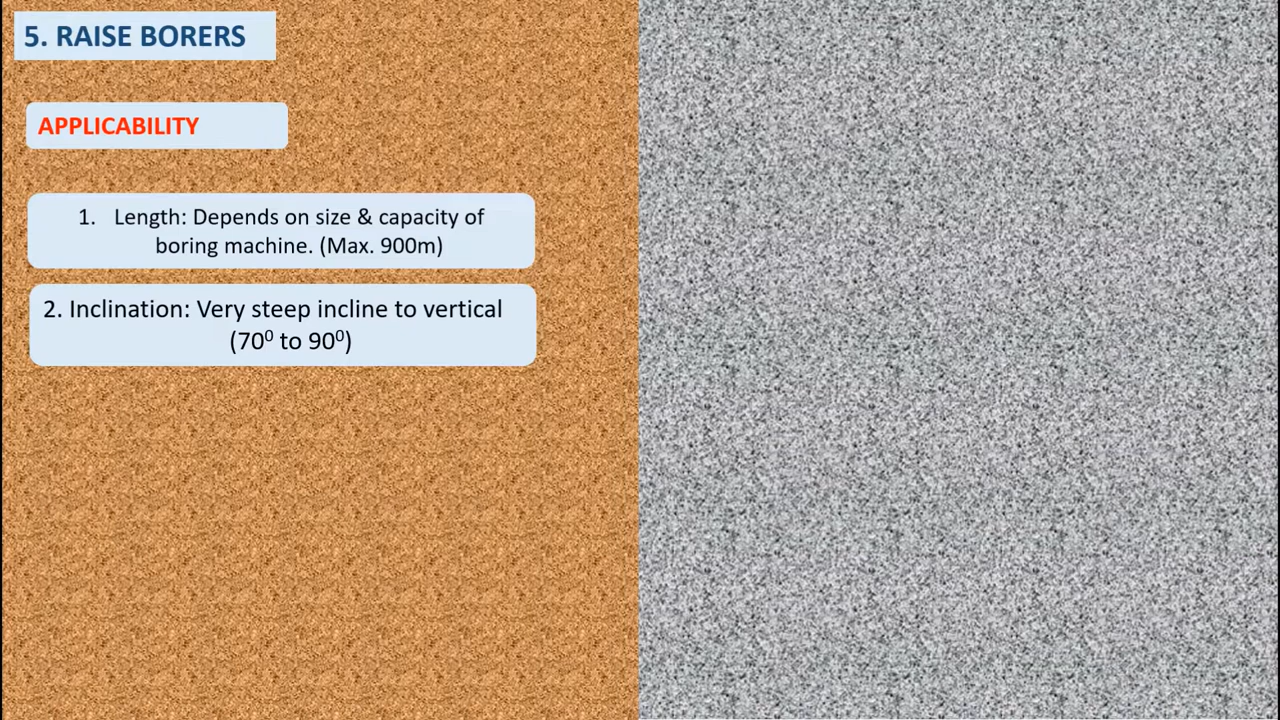 5. RAISE BORERS
APPLICABILITY
1. Length: Depends on size & capacity of
boring machine. (Max. 900m)
2. Inclination: Very steep incline to vertical
(70⁰ to 90⁰)